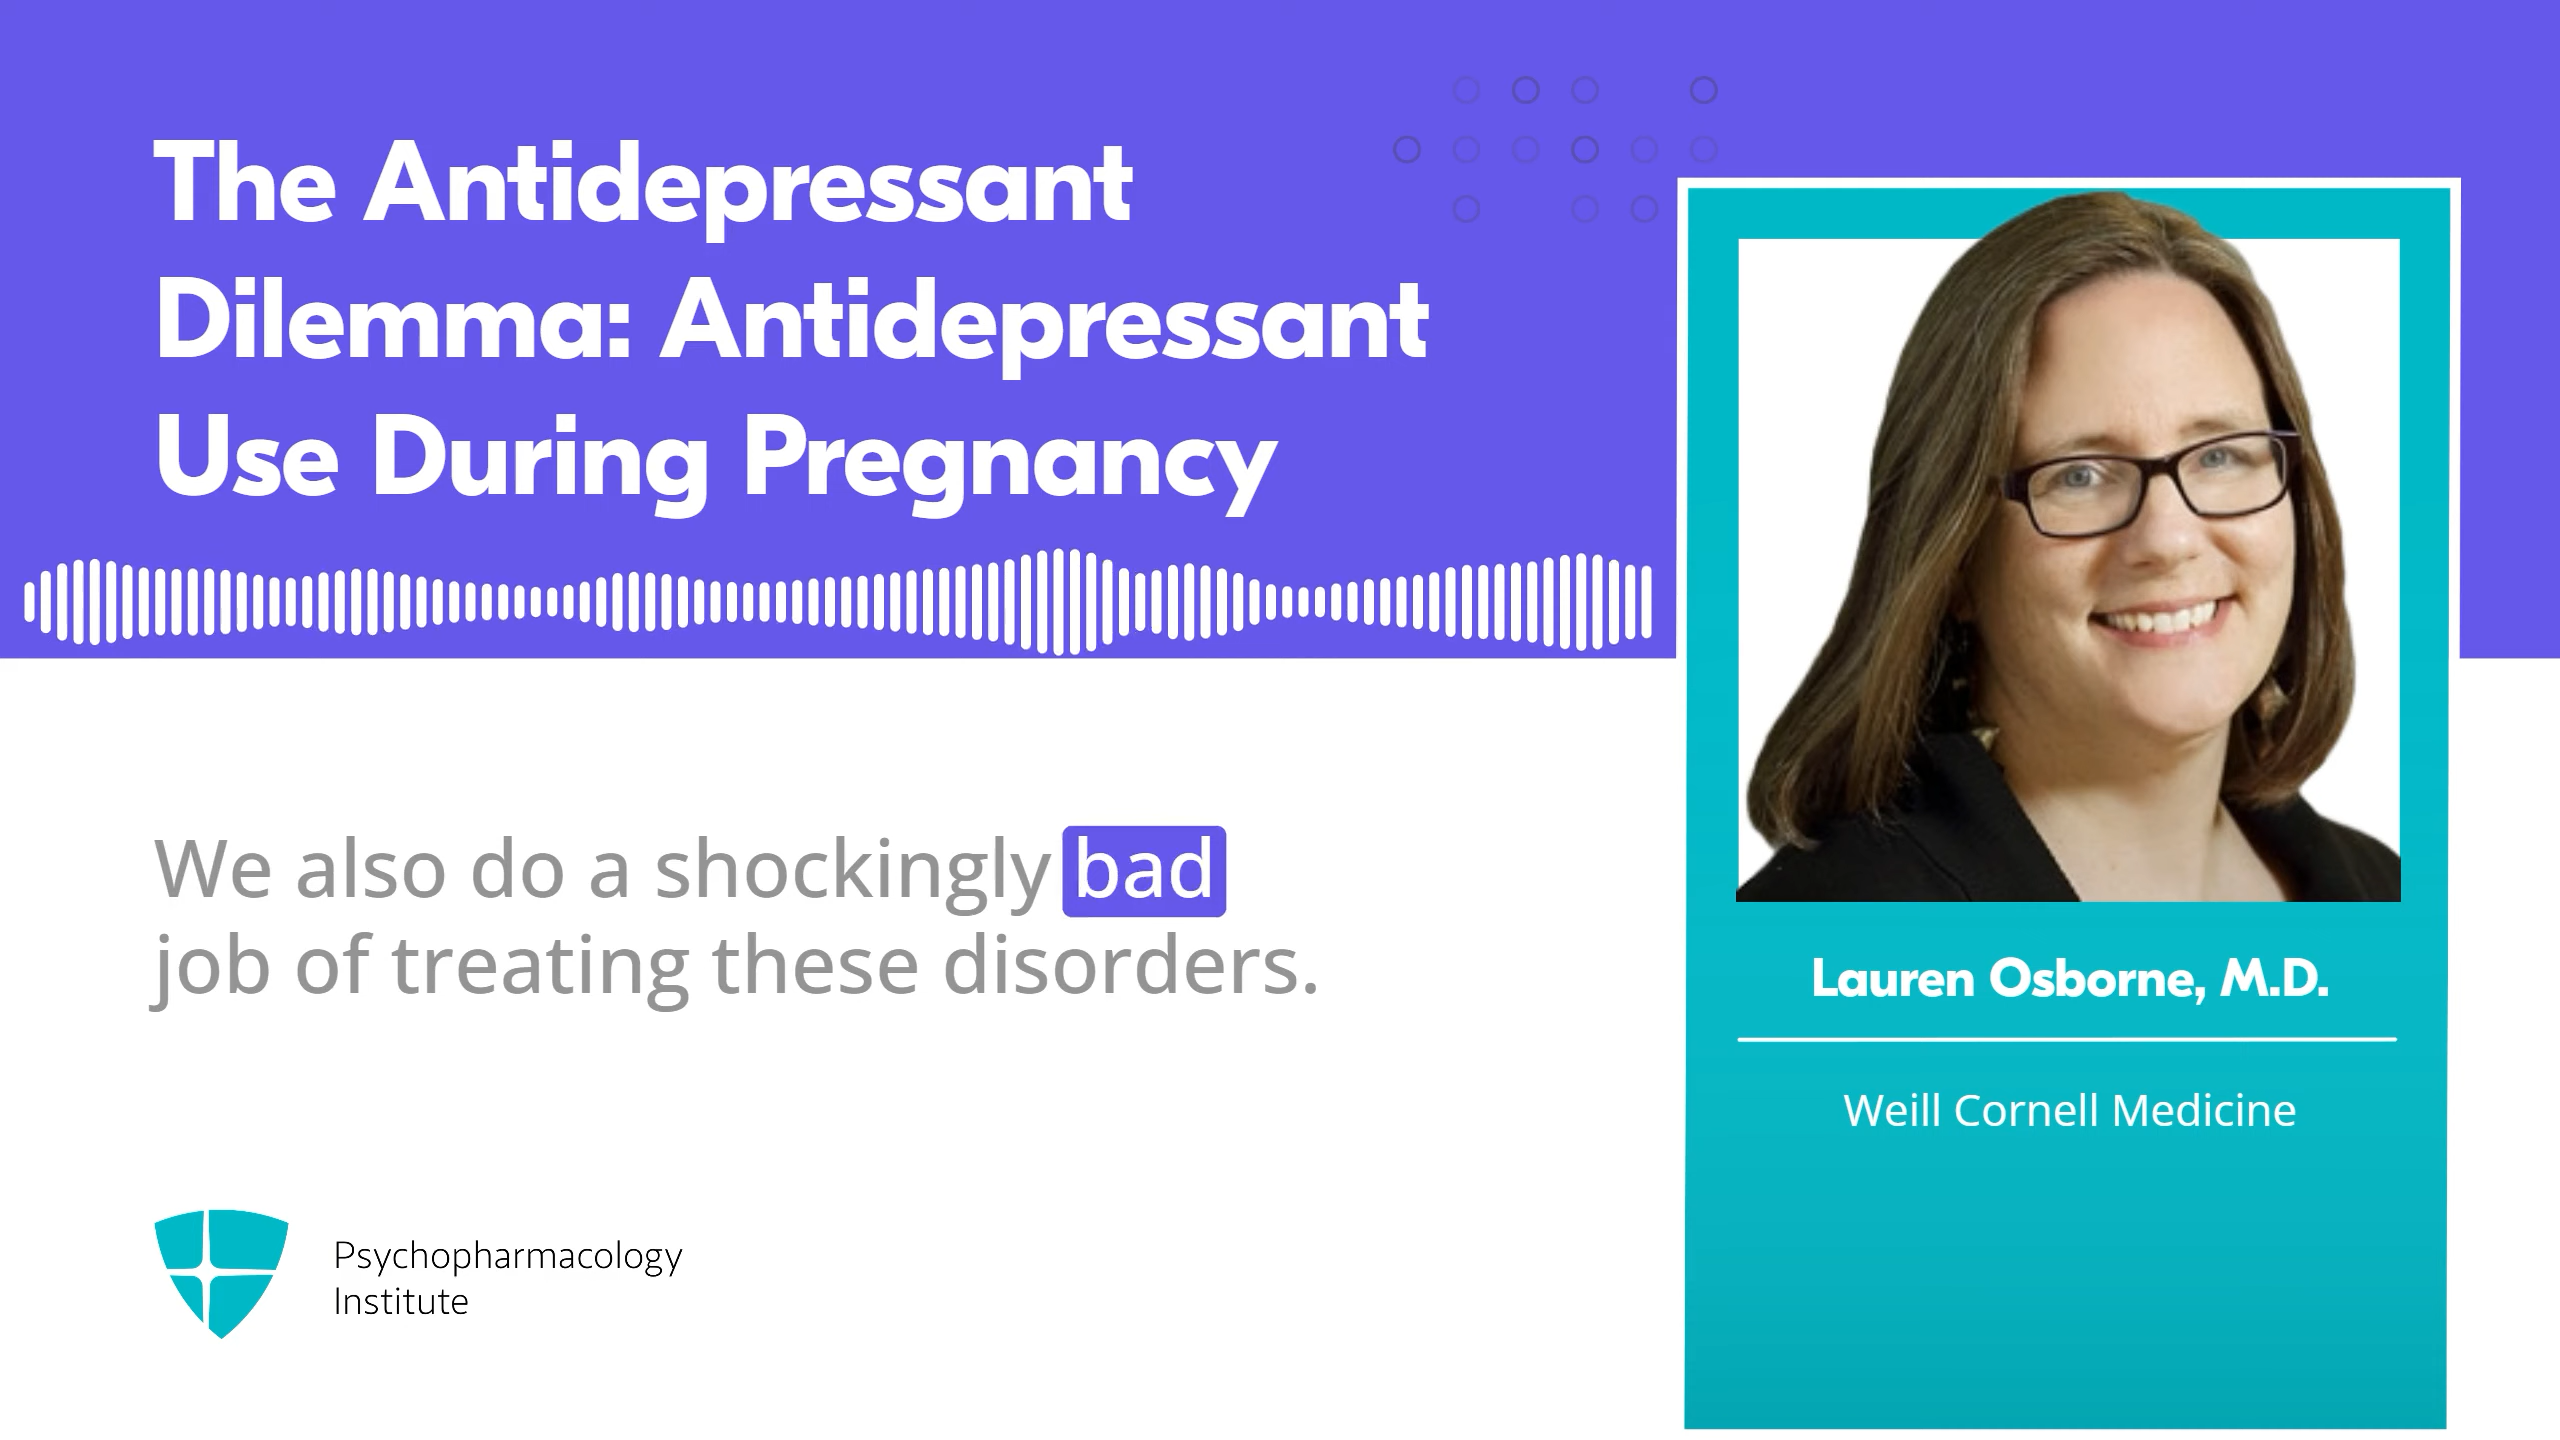 The Antidepressant
Dilemma: Antidepressant
Use During Pregnancy
We also do a shockingly bad
job of treating these disorders.
Psychopharmacology
Institute
Lauren Osborne, M.D.
Weill Cornell Medicine